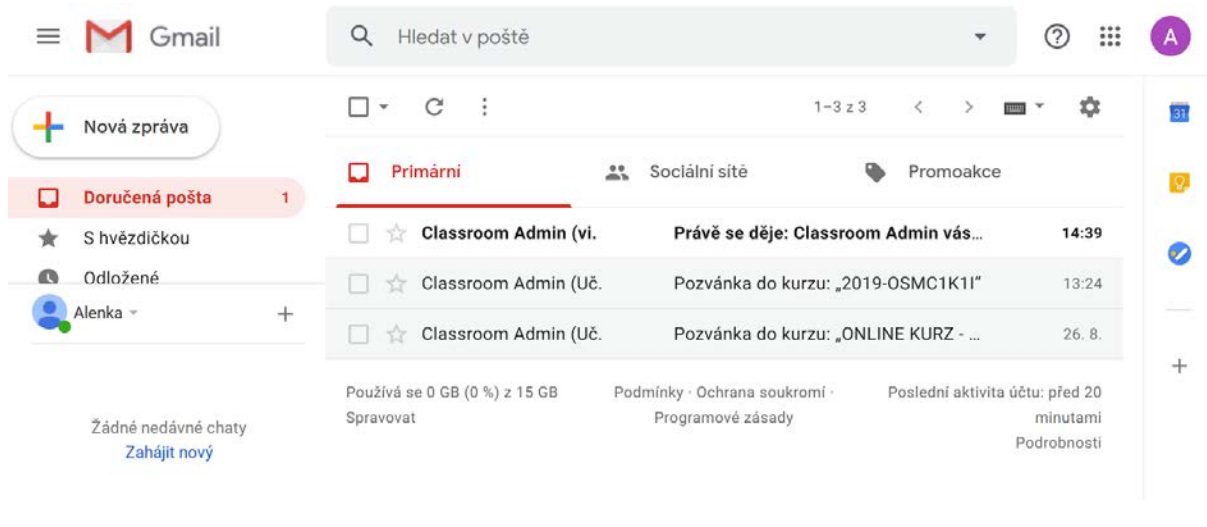 Gmail
Hledat v poště
A
Nová zpráva
1–3 z 3
31
Primární
Sociální sítě
Promoakce
Doručená pošta 1
S hvězdičkou
Odložené
Alenka
Classroom Admin (vi. Právě se děje: Classroom Admin vás... 14:39
Classroom Admin (Uč. Pozvánka do kurzu: „2019-OSMC1K1I” 13:24
Classroom Admin (Uč. Pozvánka do kurzu: „ONLINE KURZ - ... 26. 8.
Používá se 0 GB (0 %) z 15 GB
Spravovat
Podmínky · Ochrana soukromí ·
Programové zásady
Poslední aktivita účtu: před 20
minutami
Podrobnosti
Žádné nedávné chaty
Zahájit nový